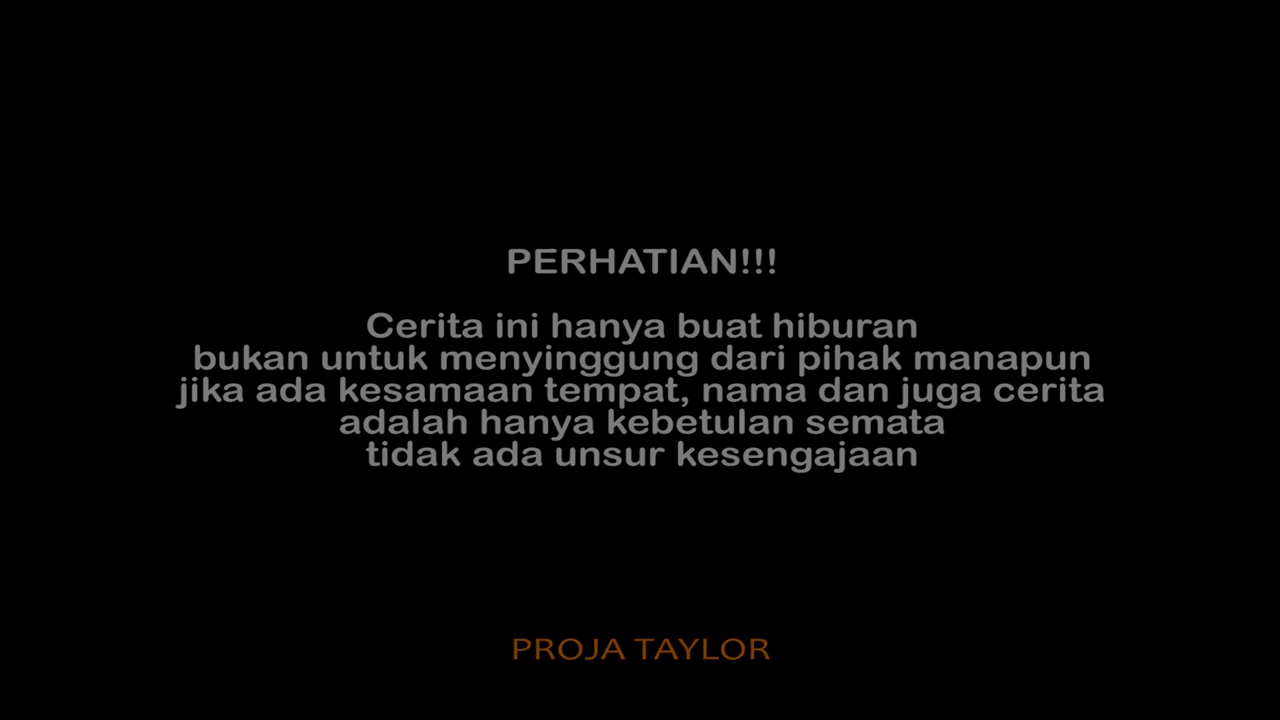 PERHATIAN!!!
Cerita ini hanya buat hiburan
bukan untuk menyinggung dari pihak manapun
jika ada kesamaan tempat, nama dan juga cerita
adalah hanya kebetulan semata
tidak ada unsur kesengajaan
PROJA TAYLOR